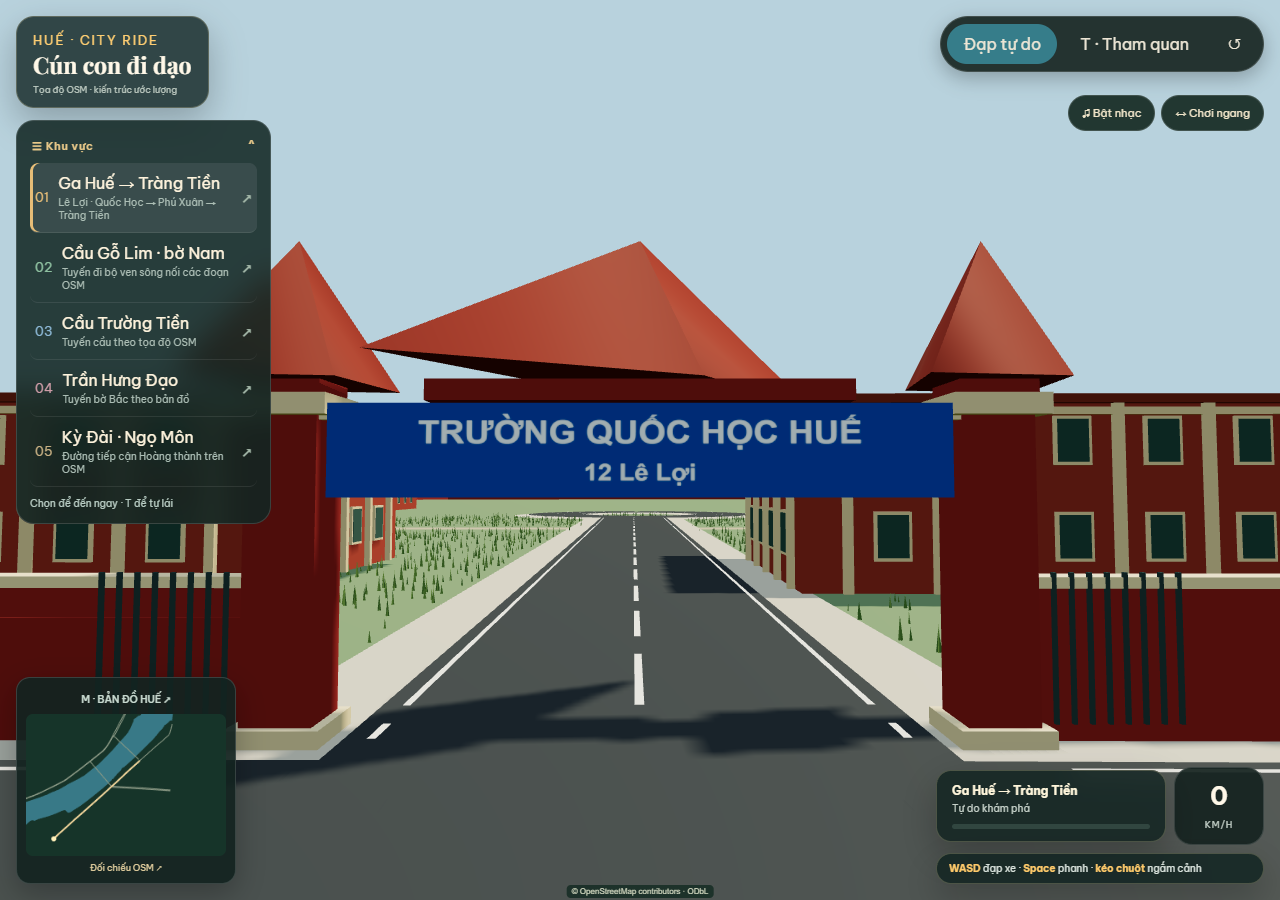 HUẾ · CITY RIDE
Cún con đi dạo
Tọa độ OSM · kiến trúc ước lượng
Đạp tự do
T · Tham quan
↺
♫ Bật nhạc
↔ Chơi ngang
☰ Khu vực
^
01
Ga Huế → Tràng Tiền
Lê Lợi · Quốc Học → Phú Xuân →
Tràng Tiền
↗
02
Cầu Gỗ Lim · bờ Nam
Tuyến đi bộ ven sông nối các đoạn
OSM
↗
03
Cầu Trường Tiền
Tuyến cầu theo tọa độ OSM
↗
04
Trần Hưng Đạo
Tuyến bờ Bắc theo bản đồ
↗
05
Kỳ Đài · Ngọ Môn
Đường tiếp cận Hoàng thành trên
OSM
↗
Chọn để đến ngay · T để tự lái
TRƯỜNG QUỐC HỌC HUẾ
12 Lê Lợi
M · BẢN ĐỒ HUẾ ↗
Đối chiếu OSM ↗
Ga Huế → Tràng Tiền
Tự do khám phá
0
KM/H
WASD đạp xe · Space phanh · kéo chuột ngắm cảnh
© OpenStreetMap contributors · ODbL